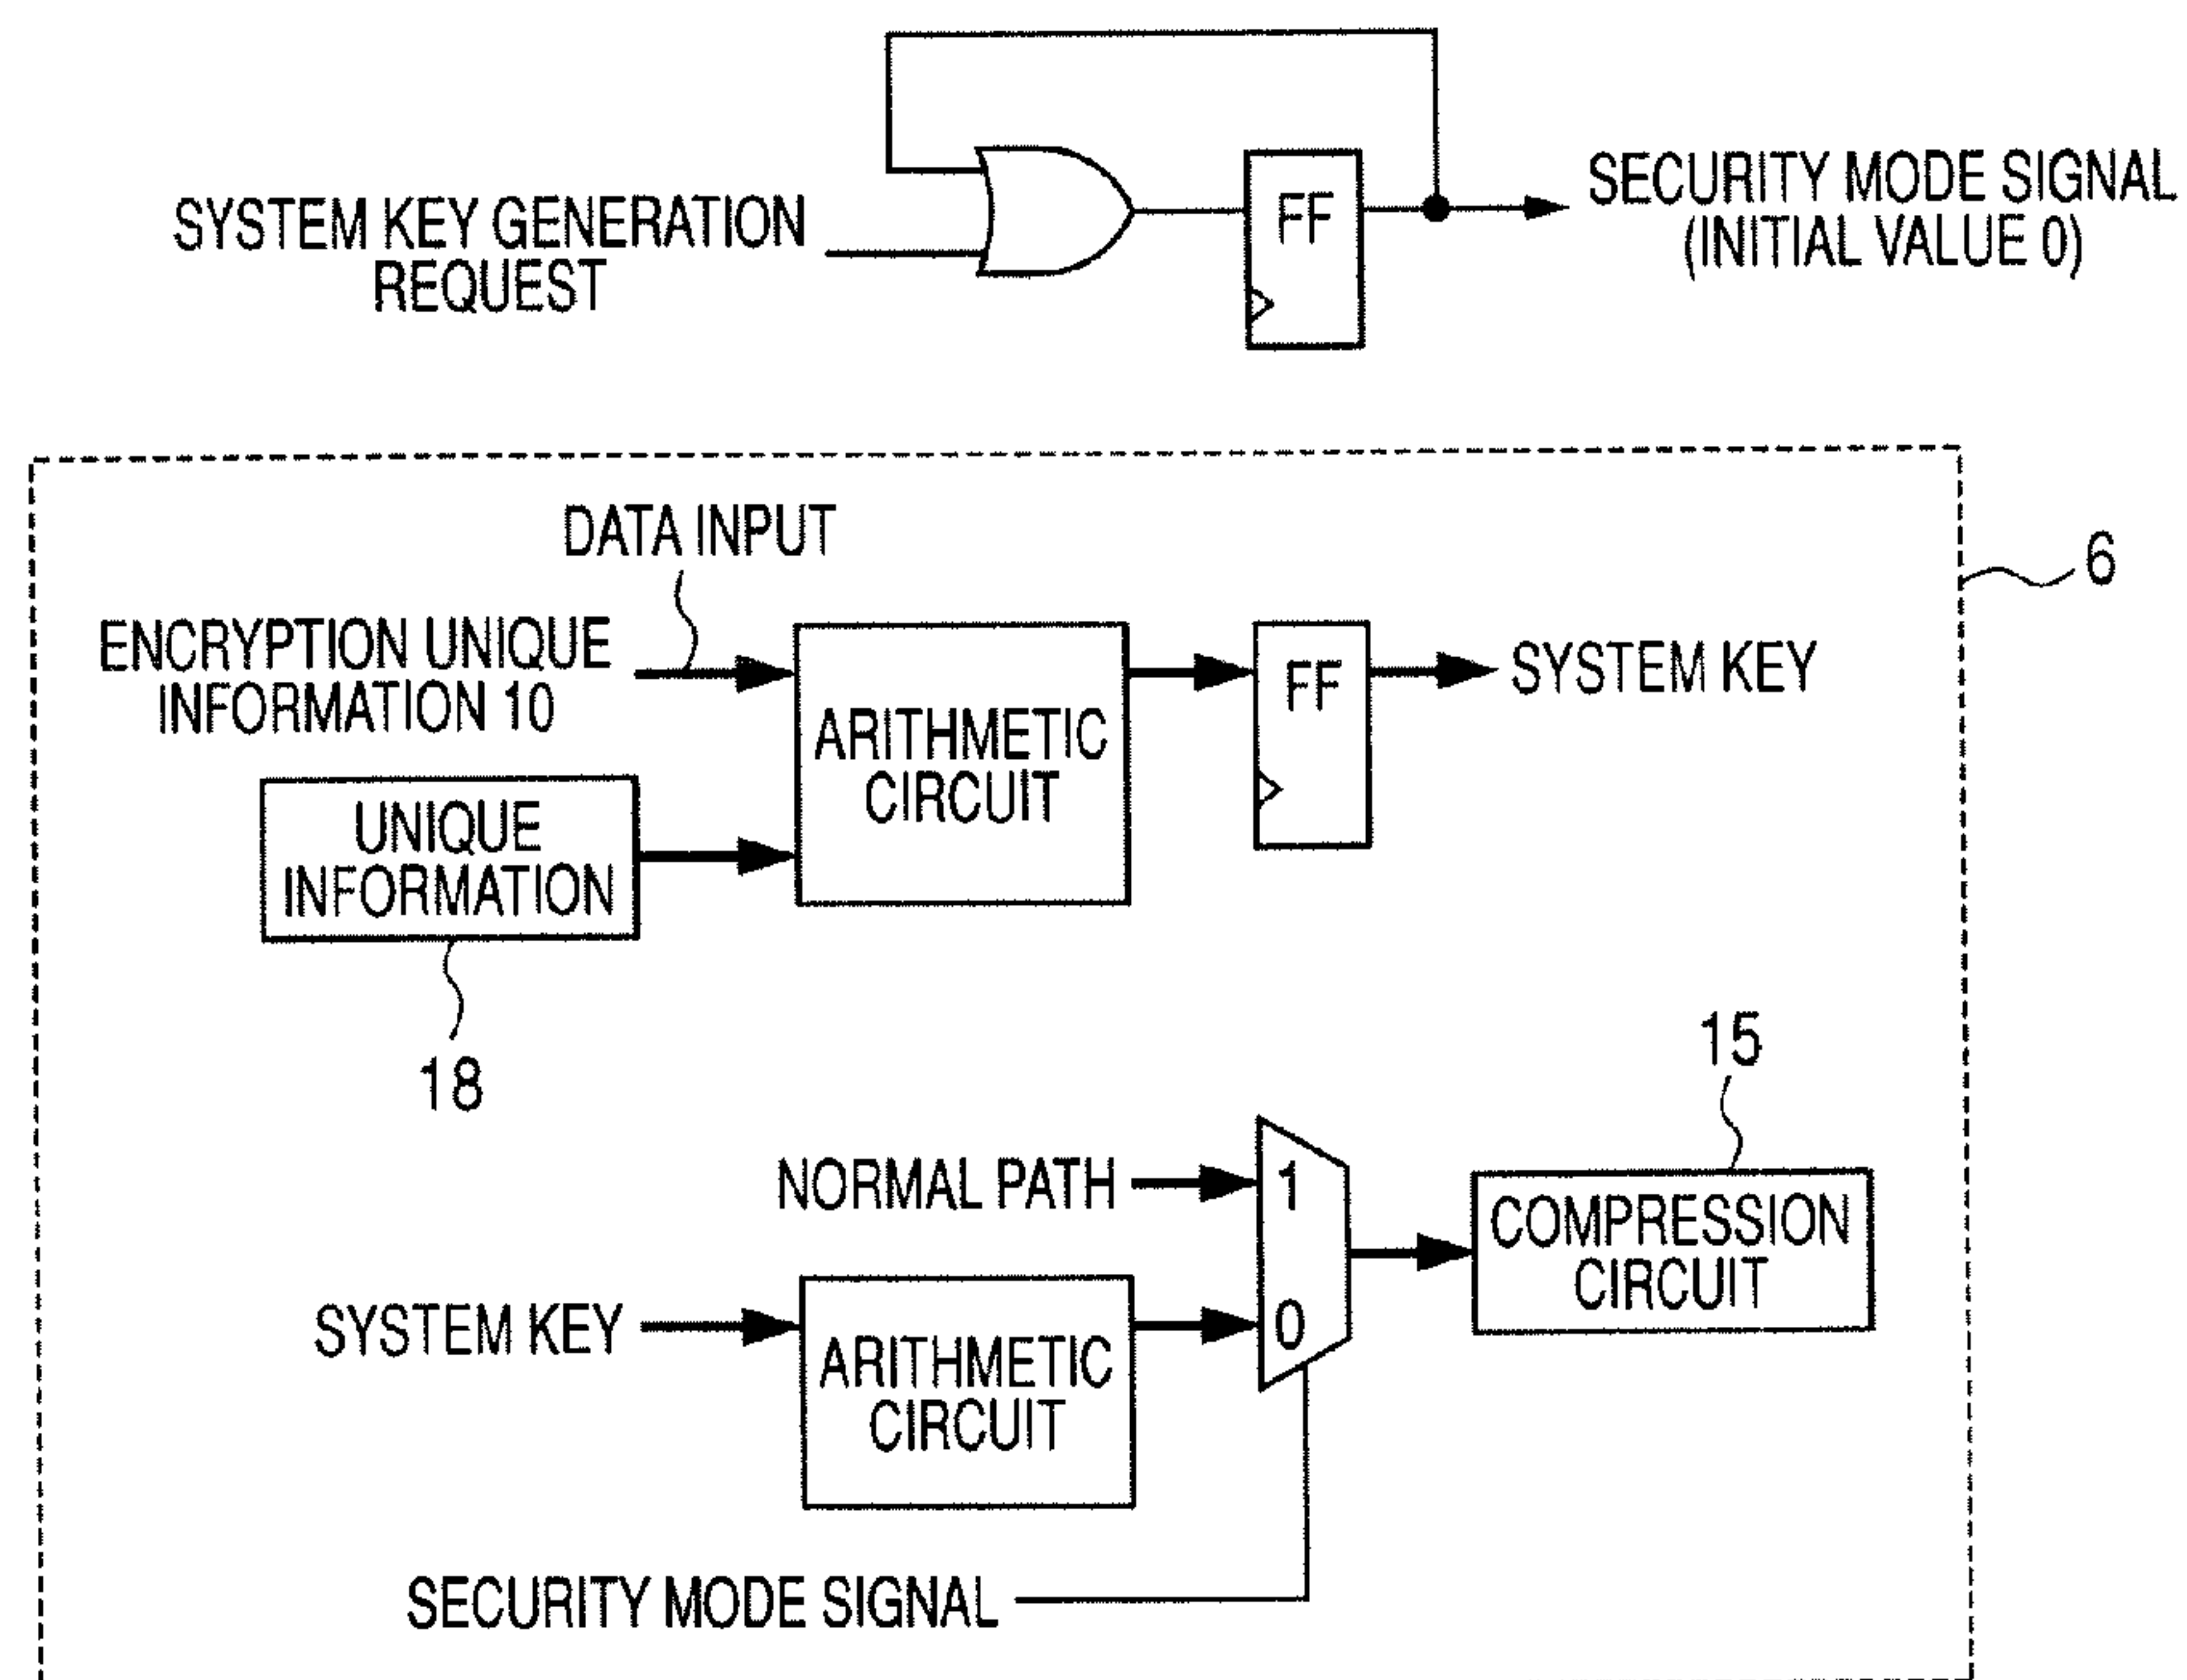 SYSTEM KEY GENERATION
REQUEST
FF
SECURITY MODE SIGNAL
(INITIAL VALUE 0)
6
DATA INPUT
ENCRYPTION UNIQUE
INFORMATION 10
ARITHMETIC
CIRCUIT
FF
SYSTEM KEY
UNIQUE
INFORMATION
18
15
NORMAL PATH
1
0
COMPRESSION
CIRCUIT
SYSTEM KEY
ARITHMETIC
CIRCUIT
SECURITY MODE SIGNAL